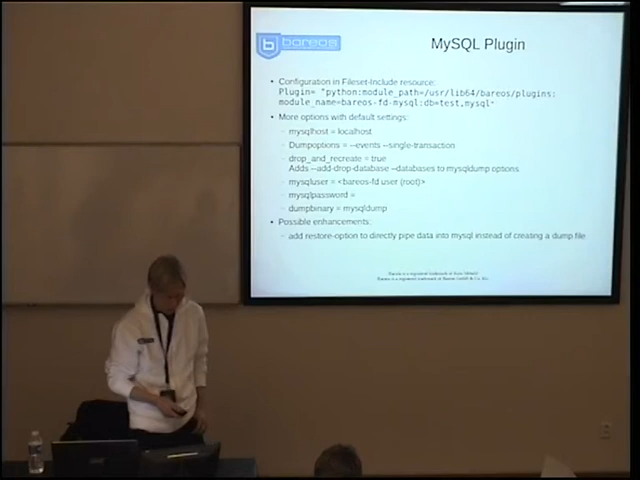 bareos
MySQL Plugin
Configuration in Fileset-Include resource:
Plugin= "python:module_path=/usr/lib64/bareos/plugins:
module_name=bareos-fd-mysql:db=test,mysql"
More options with default settings:
mysqlhost = localhost
Dumpoptions = --events --single-transaction
drop_and_recreate = true
Adds --add-drop-database --databases to mysqldump options
mysqluser = <bareos-fd user (root)>
mysqlpassword =
dumpbinary = mysqldump
Possible enhancements:
add restore-option to directly pipe data into mysql instead of creating a dump file